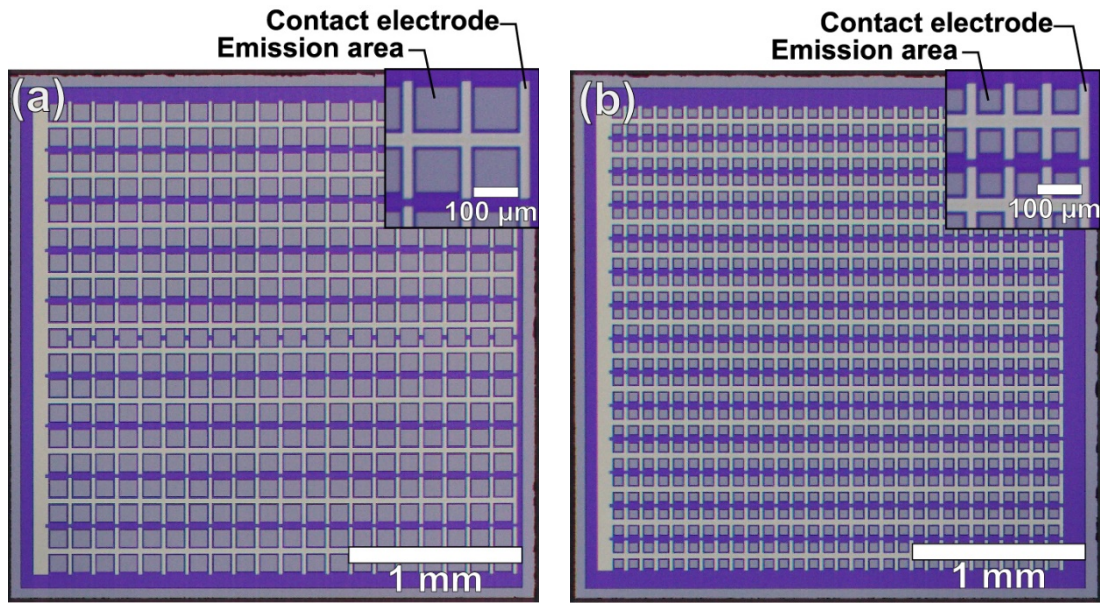 Contact electrode
Emission area
(a)
100 µm
1 mm
Contact electrode
Emission area
(b)
100 µm
1 mm